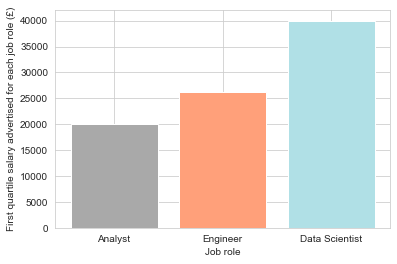 First quartile salary advertised for each job role (£)
40000
35000
30000
25000
20000
15000
10000
5000
0
Analyst
Engineer
Data Scientist
Job role